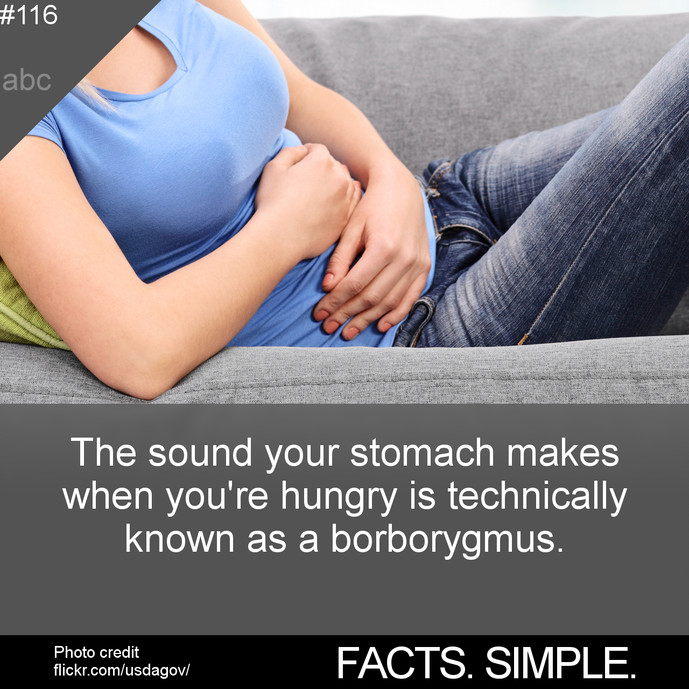 #116
abc
The sound your stomach makes
when you're hungry is technically
known as a borborygmus.
Photo credit
flickr.com/usdagov/
FACTS. SIMPLE.